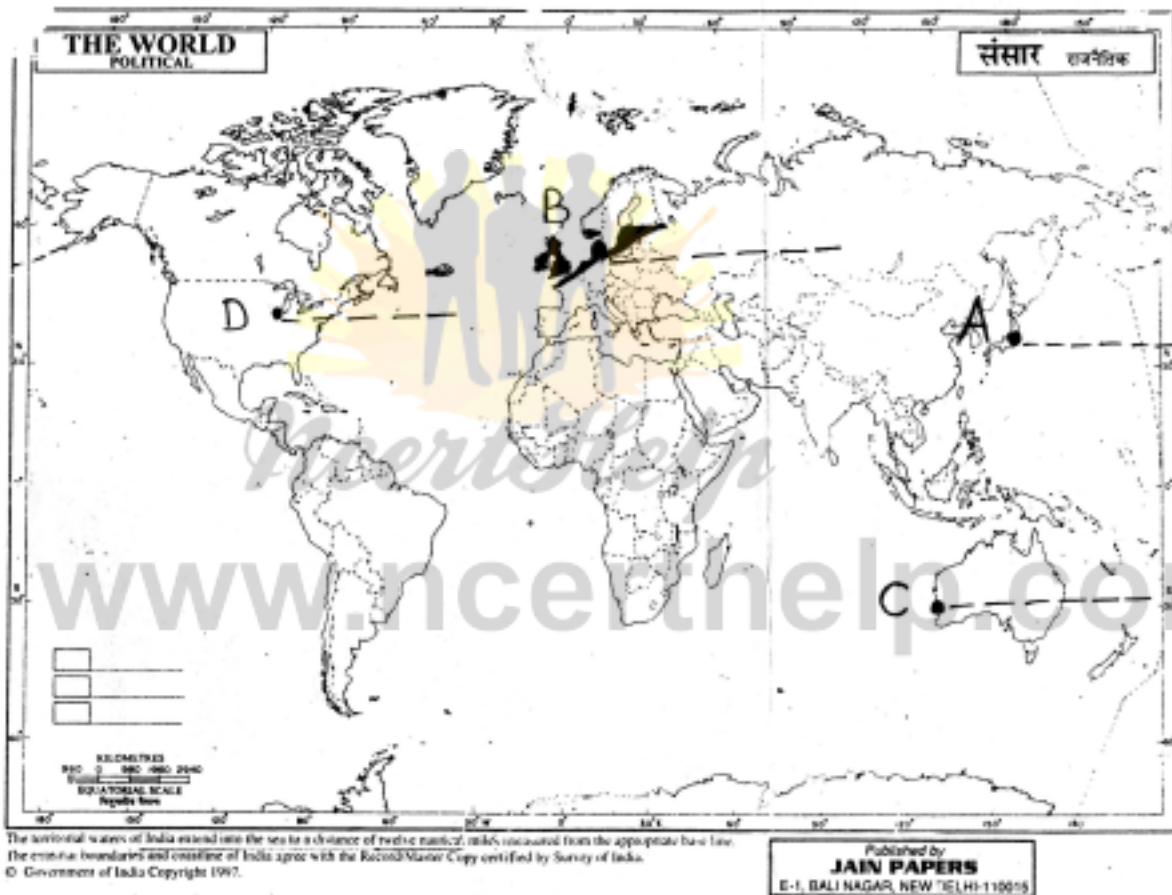 THE WORLD
POLITICAL
संसार राजनैतिक
B
D
A
C
NcertHelp
www.ncerthelp.co
KILOMETRES
EQUATORIAL SCALE
The territorial waters of India extend into the sea to a distance of twelve nautical miles measured from the appropriate base line.
The external boundaries and coastline of India agree with the Record/Master Copy certified by Survey of India.
© Government of India Copyright 1997.
Published by
JAIN PAPERS
E-1, BALI NAGAR, NEW DELHI-110015